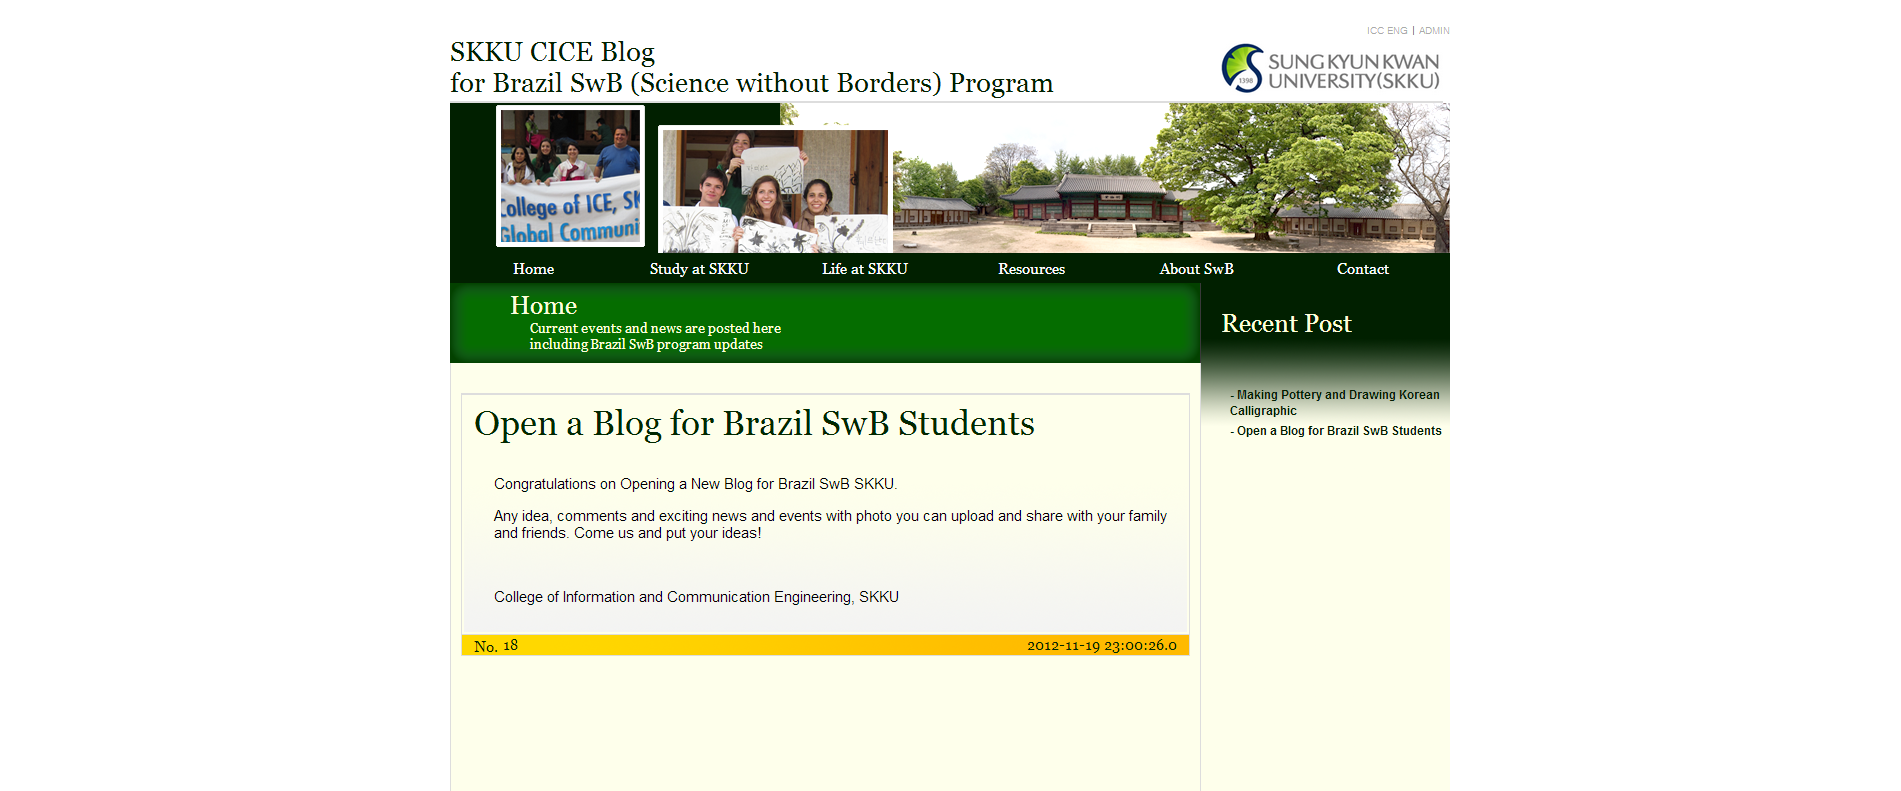 ICC ENG | ADMIN
SKKU CICE Blog
for Brazil SwB (Science without Borders) Program
SUNG KYUN KWAN
UNIVERSITY(SKKU)
1398
College of ICE, SK
Global Communi
Home
Study at SKKU
Life at SKKU
Resources
About SwB
Contact
Home
Current events and news are posted here
including Brazil SwB program updates
Recent Post
- Making Pottery and Drawing Korean
Calligraphic
- Open a Blog for Brazil SwB Students
Open a Blog for Brazil SwB Students
Congratulations on Opening a New Blog for Brazil SwB SKKU.
Any idea, comments and exciting news and events with photo you can upload and share with your family
and friends. Come us and put your ideas!
College of Information and Communication Engineering, SKKU
No. 18
2012-11-19 23:00:26.0